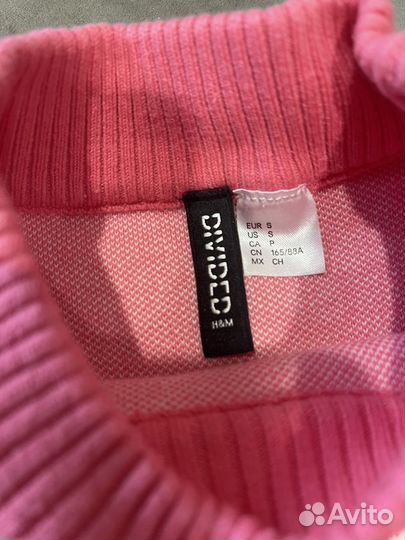 DIVIDED
H&M
EUR S
US S
CA P
CN 165/88A
MX CH
Avito